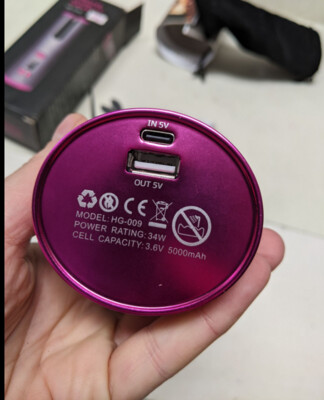 IN 5V
OUT 5V
MODEL: HG-009
POWER RATING: 34W
CELL CAPACITY: 3.6V 5000mAh